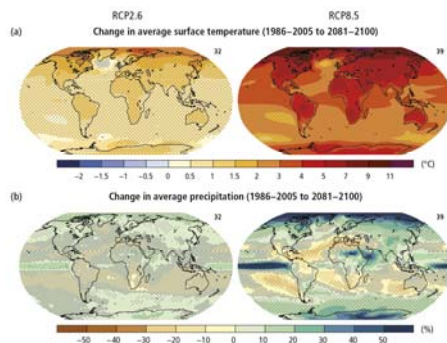 RCP2.6 RCP8.5
(a) Change in average surface temperature (1986–2005 to 2081–2100)
32 39
(°C)
−2 −1.5 −1 −0.5 0 0.5 1 1.5 2 3 4 5 7 9 11
(b) Change in average precipitation (1986–2005 to 2081–2100)
32 39
(%)
−50 −40 −30 −20 −10 0 10 20 30 40 50